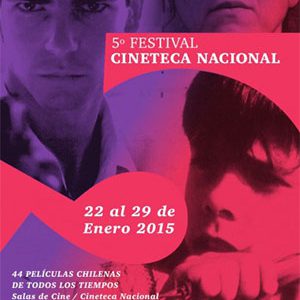 5º FESTIVAL
CINETECA NACIONAL
22 al 29 de
Enero 2015
44 PELÍCULAS CHILENAS
DE TODOS LOS TIEMPOS
Salas de Cine / Cineteca Nacional